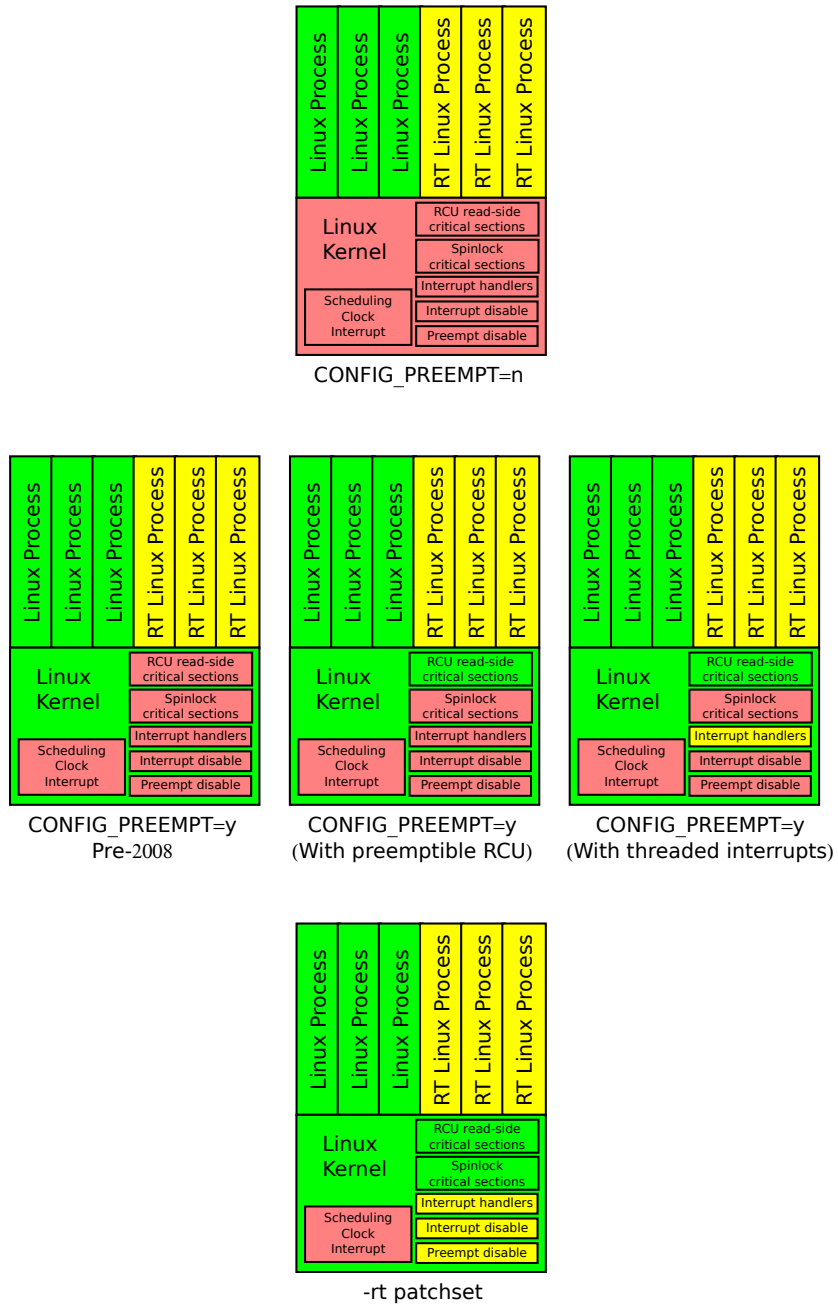 Linux Process
Linux Process
Linux Process
RT Linux Process
RT Linux Process
RT Linux Process
Linux
Kernel
RCU read-side
critical sections
Spinlock
critical sections
Interrupt handlers
Scheduling
Clock
Interrupt
Interrupt disable
Preempt disable
CONFIG_PREEMPT=n
Linux Process
Linux Process
Linux Process
RT Linux Process
RT Linux Process
RT Linux Process
Linux
Kernel
RCU read-side
critical sections
Spinlock
critical sections
Interrupt handlers
Scheduling
Clock
Interrupt
Interrupt disable
Preempt disable
CONFIG_PREEMPT=y
Pre-2008
Linux Process
Linux Process
Linux Process
RT Linux Process
RT Linux Process
RT Linux Process
Linux
Kernel
RCU read-side
critical sections
Spinlock
critical sections
Interrupt handlers
Scheduling
Clock
Interrupt
Interrupt disable
Preempt disable
CONFIG_PREEMPT=y
(With preemptible RCU)
Linux Process
Linux Process
Linux Process
RT Linux Process
RT Linux Process
RT Linux Process
Linux
Kernel
RCU read-side
critical sections
Spinlock
critical sections
Interrupt handlers
Scheduling
Clock
Interrupt
Interrupt disable
Preempt disable
CONFIG_PREEMPT=y
(With threaded interrupts)
Linux Process
Linux Process
Linux Process
RT Linux Process
RT Linux Process
RT Linux Process
Linux
Kernel
RCU read-side
critical sections
Spinlock
critical sections
Interrupt handlers
Scheduling
Clock
Interrupt
Interrupt disable
Preempt disable
-rt patchset